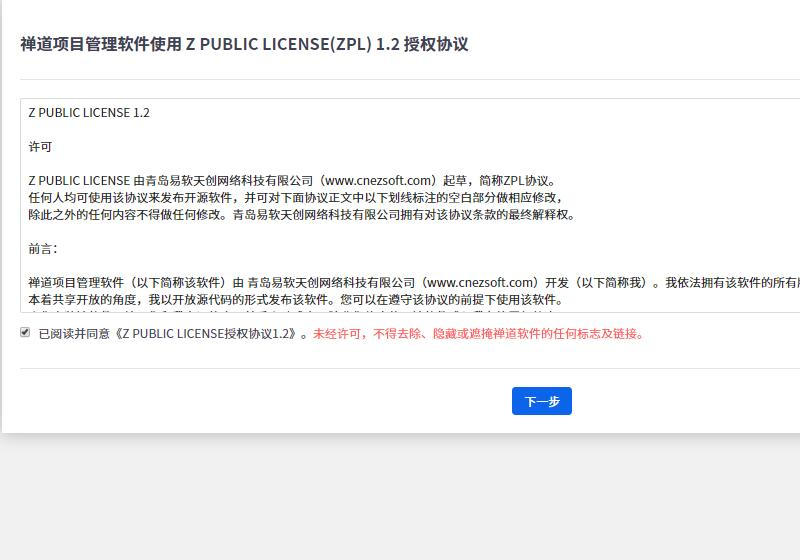 禅道项目管理软件使用 Z PUBLIC LICENSE(ZPL) 1.2 授权协议
Z PUBLIC LICENSE 1.2
许可
Z PUBLIC LICENSE 由青岛易软天创网络科技有限公司（www.cnezsoft.com）起草，简称ZPL协议。
任何人均可使用该协议来发布开源软件，并可对下面协议正文中以下划线标注的空白部分做相应修改，
除此之外的任何内容不得做任何修改。青岛易软天创网络科技有限公司拥有对该协议条款的最终解释权。
前言：
禅道项目管理软件（以下简称该软件）由 青岛易软天创网络科技有限公司（www.cnezsoft.com）开发（以下简称我）。我依法拥有该软件的所有
本着共享开放的角度，我以开放源代码的形式发布该软件。您可以在遵守该协议的前提下使用该软件。
已阅读并同意《Z PUBLIC LICENSE授权协议1.2》。未经许可，不得去除、隐藏或遮掩禅道软件的任何标志及链接。
下一步